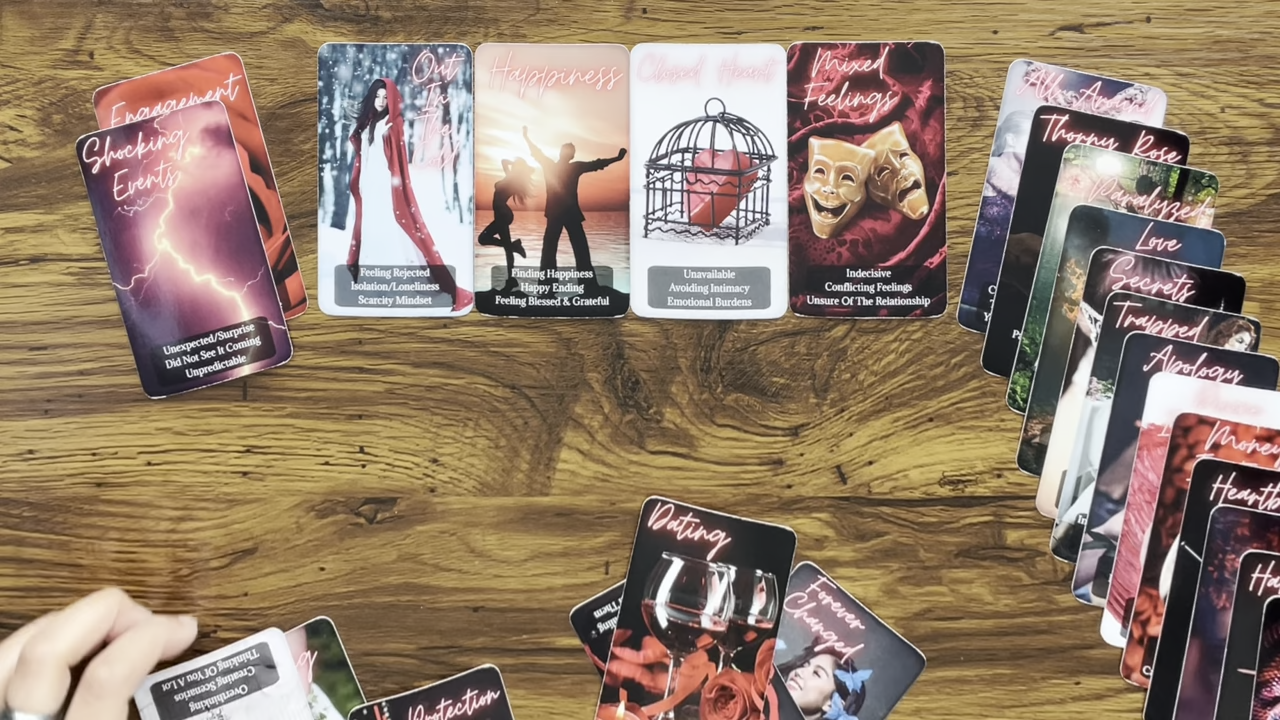 Engagement
Shocking
Events
Unexpected/Surprise
Did Not See It Coming
Unpredictable
Out
In
The
Feeling Rejected
Isolation/Loneliness
Scarcity Mindset
Happiness
Finding Happiness
Happy Ending
Feeling Blessed & Grateful
Closed Heart
Unavailable
Avoiding Intimacy
Emotional Burdens
Mixed
Feelings
Indecisive
Conflicting Feelings
Unsure Of The Relationship
All
Thorny Rose
Paralyzed
Love
Secrets
Trapped
Apology
Money
Dating
Them
Forever
Changed
Overthinking
Creating Scenarios
Thinking Of You A Lot
Protection